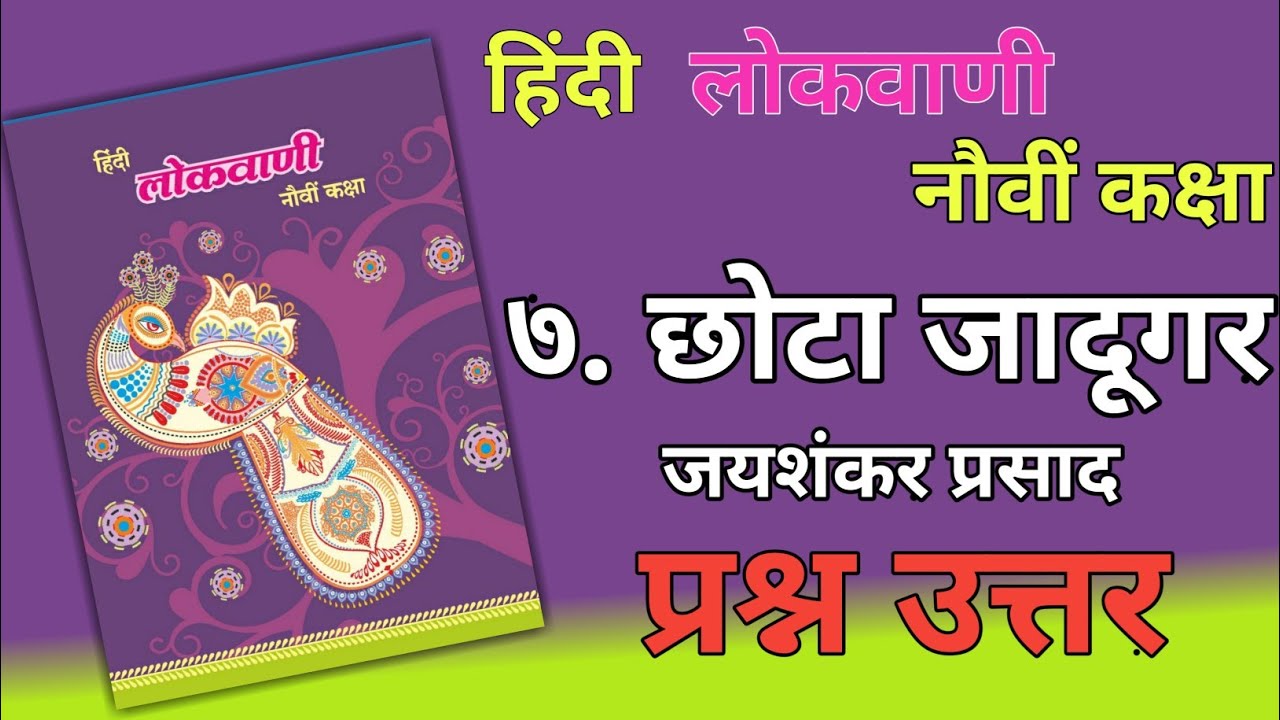 हिंदी
लोकवाणी
नौवीं कक्षा
हिंदी लोकवाणी
नौवीं कक्षा
७. छोटा जादूगर
जयशंकर प्रसाद
प्रश्न उत्तर